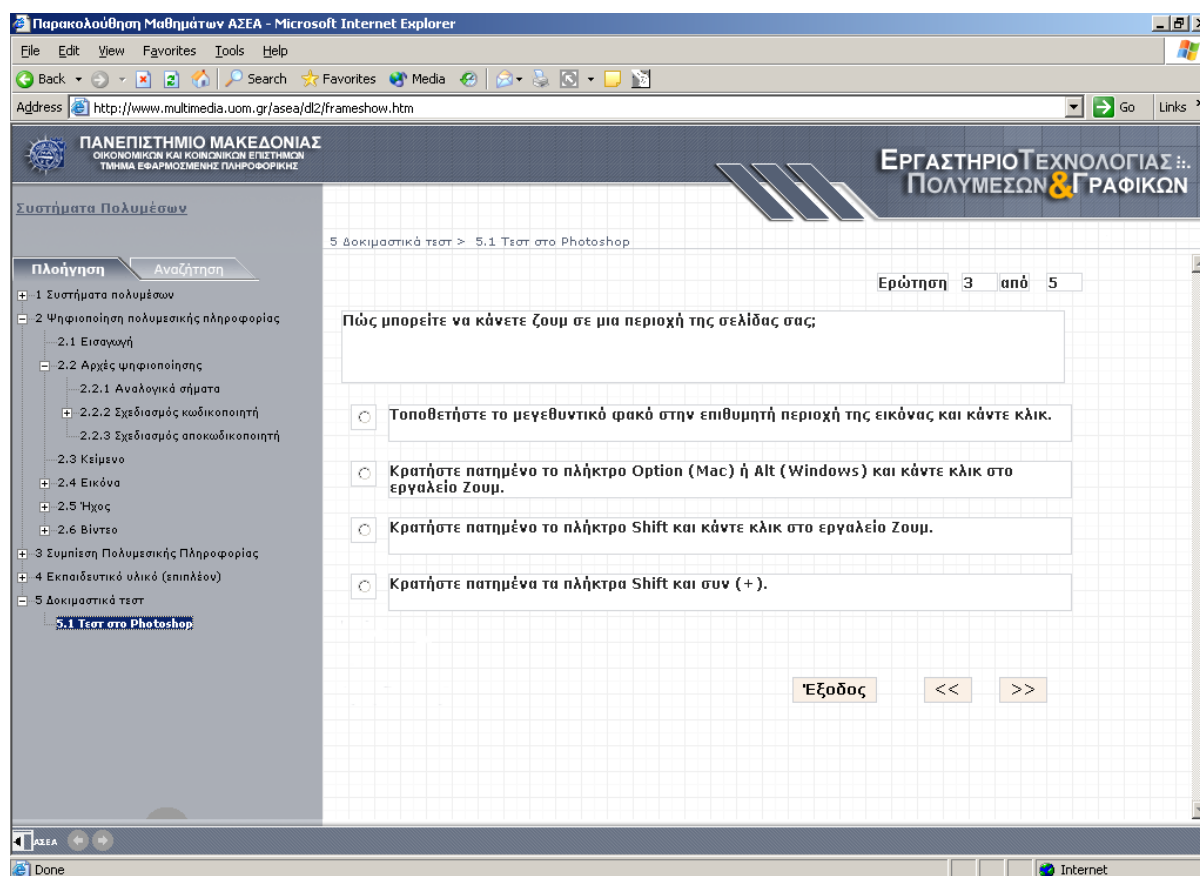 Παρακολούθηση Μαθημάτων ΑΣΕΑ - Microsoft Internet Explorer
File Edit View Favorites Tools Help
Back Search Favorites Media
Address http://www.multimedia.uom.gr/asea/dl2/frameshow.htm Go Links
ΠΑΝΕΠΙΣΤΗΜΙΟ ΜΑΚΕΔΟΝΙΑΣ
ΟΙΚΟΝΟΜΙΚΩΝ ΚΑΙ ΚΟΙΝΩΝΙΚΩΝ ΕΠΙΣΤΗΜΩΝ
ΤΜΗΜΑ ΕΦΑΡΜΟΣΜΕΝΗΣ ΠΛΗΡΟΦΟΡΙΚΗΣ
ΕΡΓΑΣΤΗΡΙΟ ΤΕΧΝΟΛΟΓΙΑΣ
ΠΟΛΥΜΕΣΩΝ & ΓΡΑΦΙΚΩΝ
Συστήματα Πολυμέσων
Πλοήγηση Αναζήτηση
1 Συστήματα πολυμέσων
2 Ψηφιοποίηση πολυμεσικής πληροφορίας
2.1 Εισαγωγή
2.2 Αρχές ψηφιοποίησης
2.2.1 Αναλογικά σήματα
2.2.2 Σχεδιασμός κωδικοποιητή
2.2.3 Σχεδιασμός αποκωδικοποιητή
2.3 Κείμενο
2.4 Εικόνα
2.5 Ήχος
2.6 Βίντεο
3 Συμπίεση Πολυμεσικής Πληροφορίας
4 Εκπαιδευτικό υλικό (επιπλέον)
5 Δοκιμαστικά τεστ
5.1 Τεστ στο Photoshop
5 Δοκιμαστικά τεστ > 5.1 Τεστ στο Photoshop
Ερώτηση 3 από 5
Πώς μπορείτε να κάνετε ζουμ σε μια περιοχή της σελίδας σας;
Τοποθετήστε το μεγεθυντικό φακό στην επιθυμητή περιοχή της εικόνας και κάντε κλικ.
Κρατήστε πατημένο το πλήκτρο Option (Mac) ή Alt (Windows) και κάντε κλικ στο
εργαλείο Ζουμ.
Κρατήστε πατημένο το πλήκτρο Shift και κάντε κλικ στο εργαλείο Ζουμ.
Κρατήστε πατημένα τα πλήκτρα Shift και συν (+).
Έξοδος << >>
ΑΣΕΑ
Done Internet